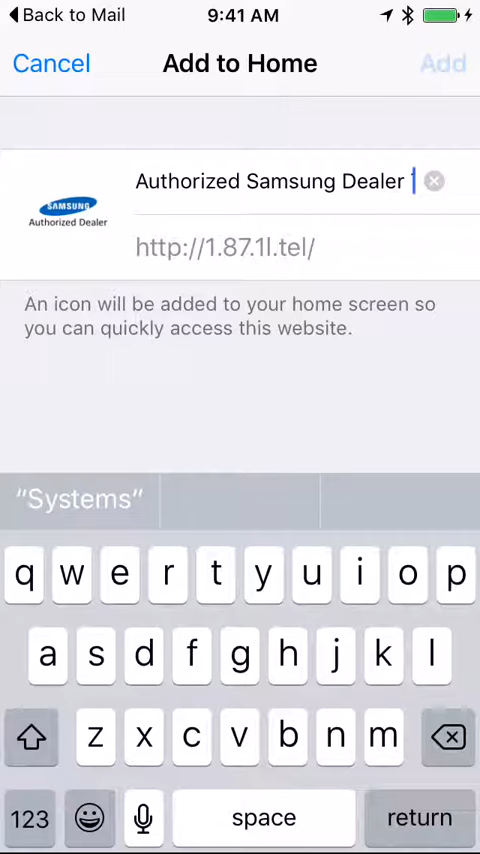 Back to Mail
9:41 AM
Cancel
Add to Home
Add
Authorized Samsung Dealer
SAMSUNG
Authorized Dealer
http://1.87.1l.tel/
An icon will be added to your home screen so
you can quickly access this website.
“Systems”
q w e r t y u i o p
a s d f g h j k l
z x c v b n m
123
space
return